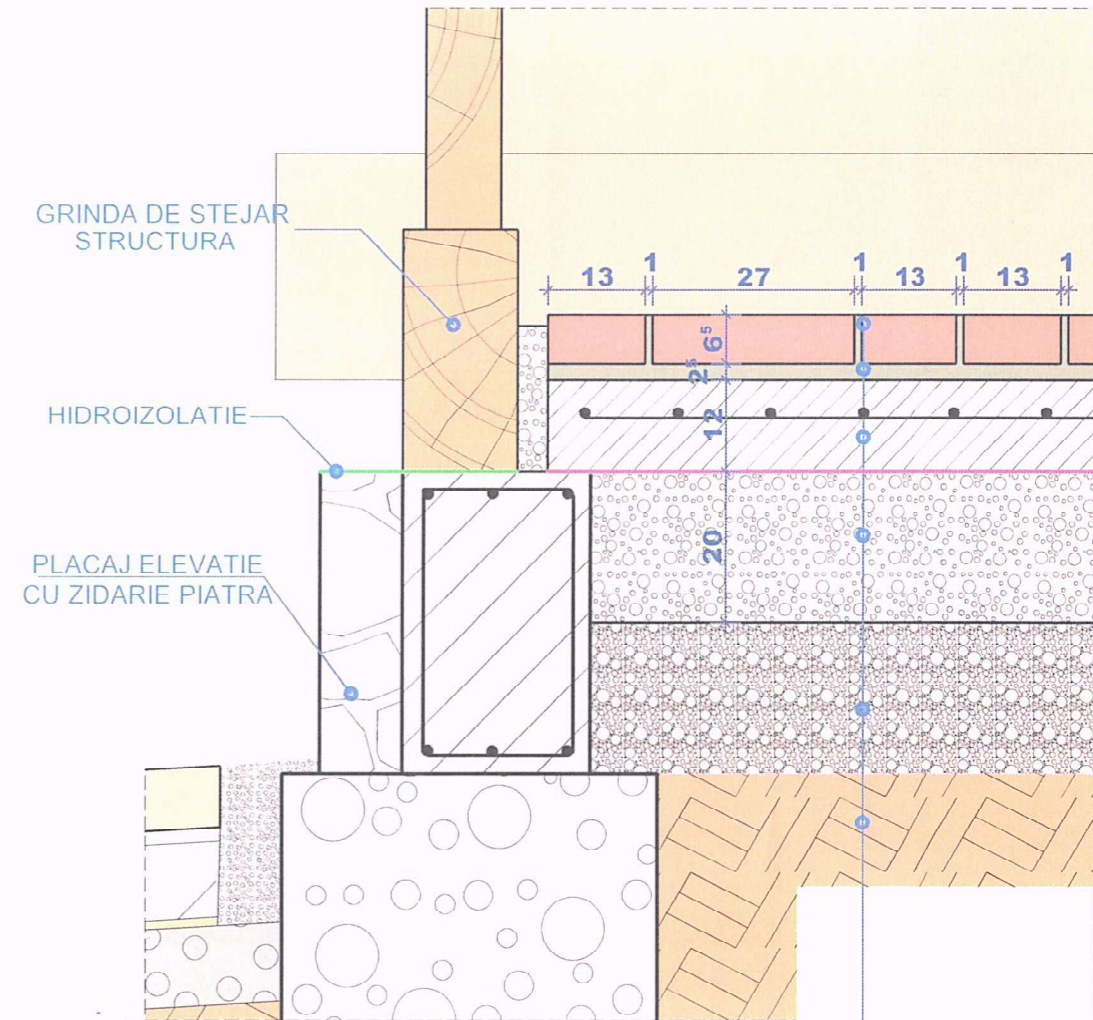 GRINDA DE STEJAR
STRUCTURA
13 1 27 1 13 1 13 1
6⁵
2⁵
HIDROIZOLATIE
12
20
PLACAJ ELEVATIE
CU ZIDARIE PIATRA